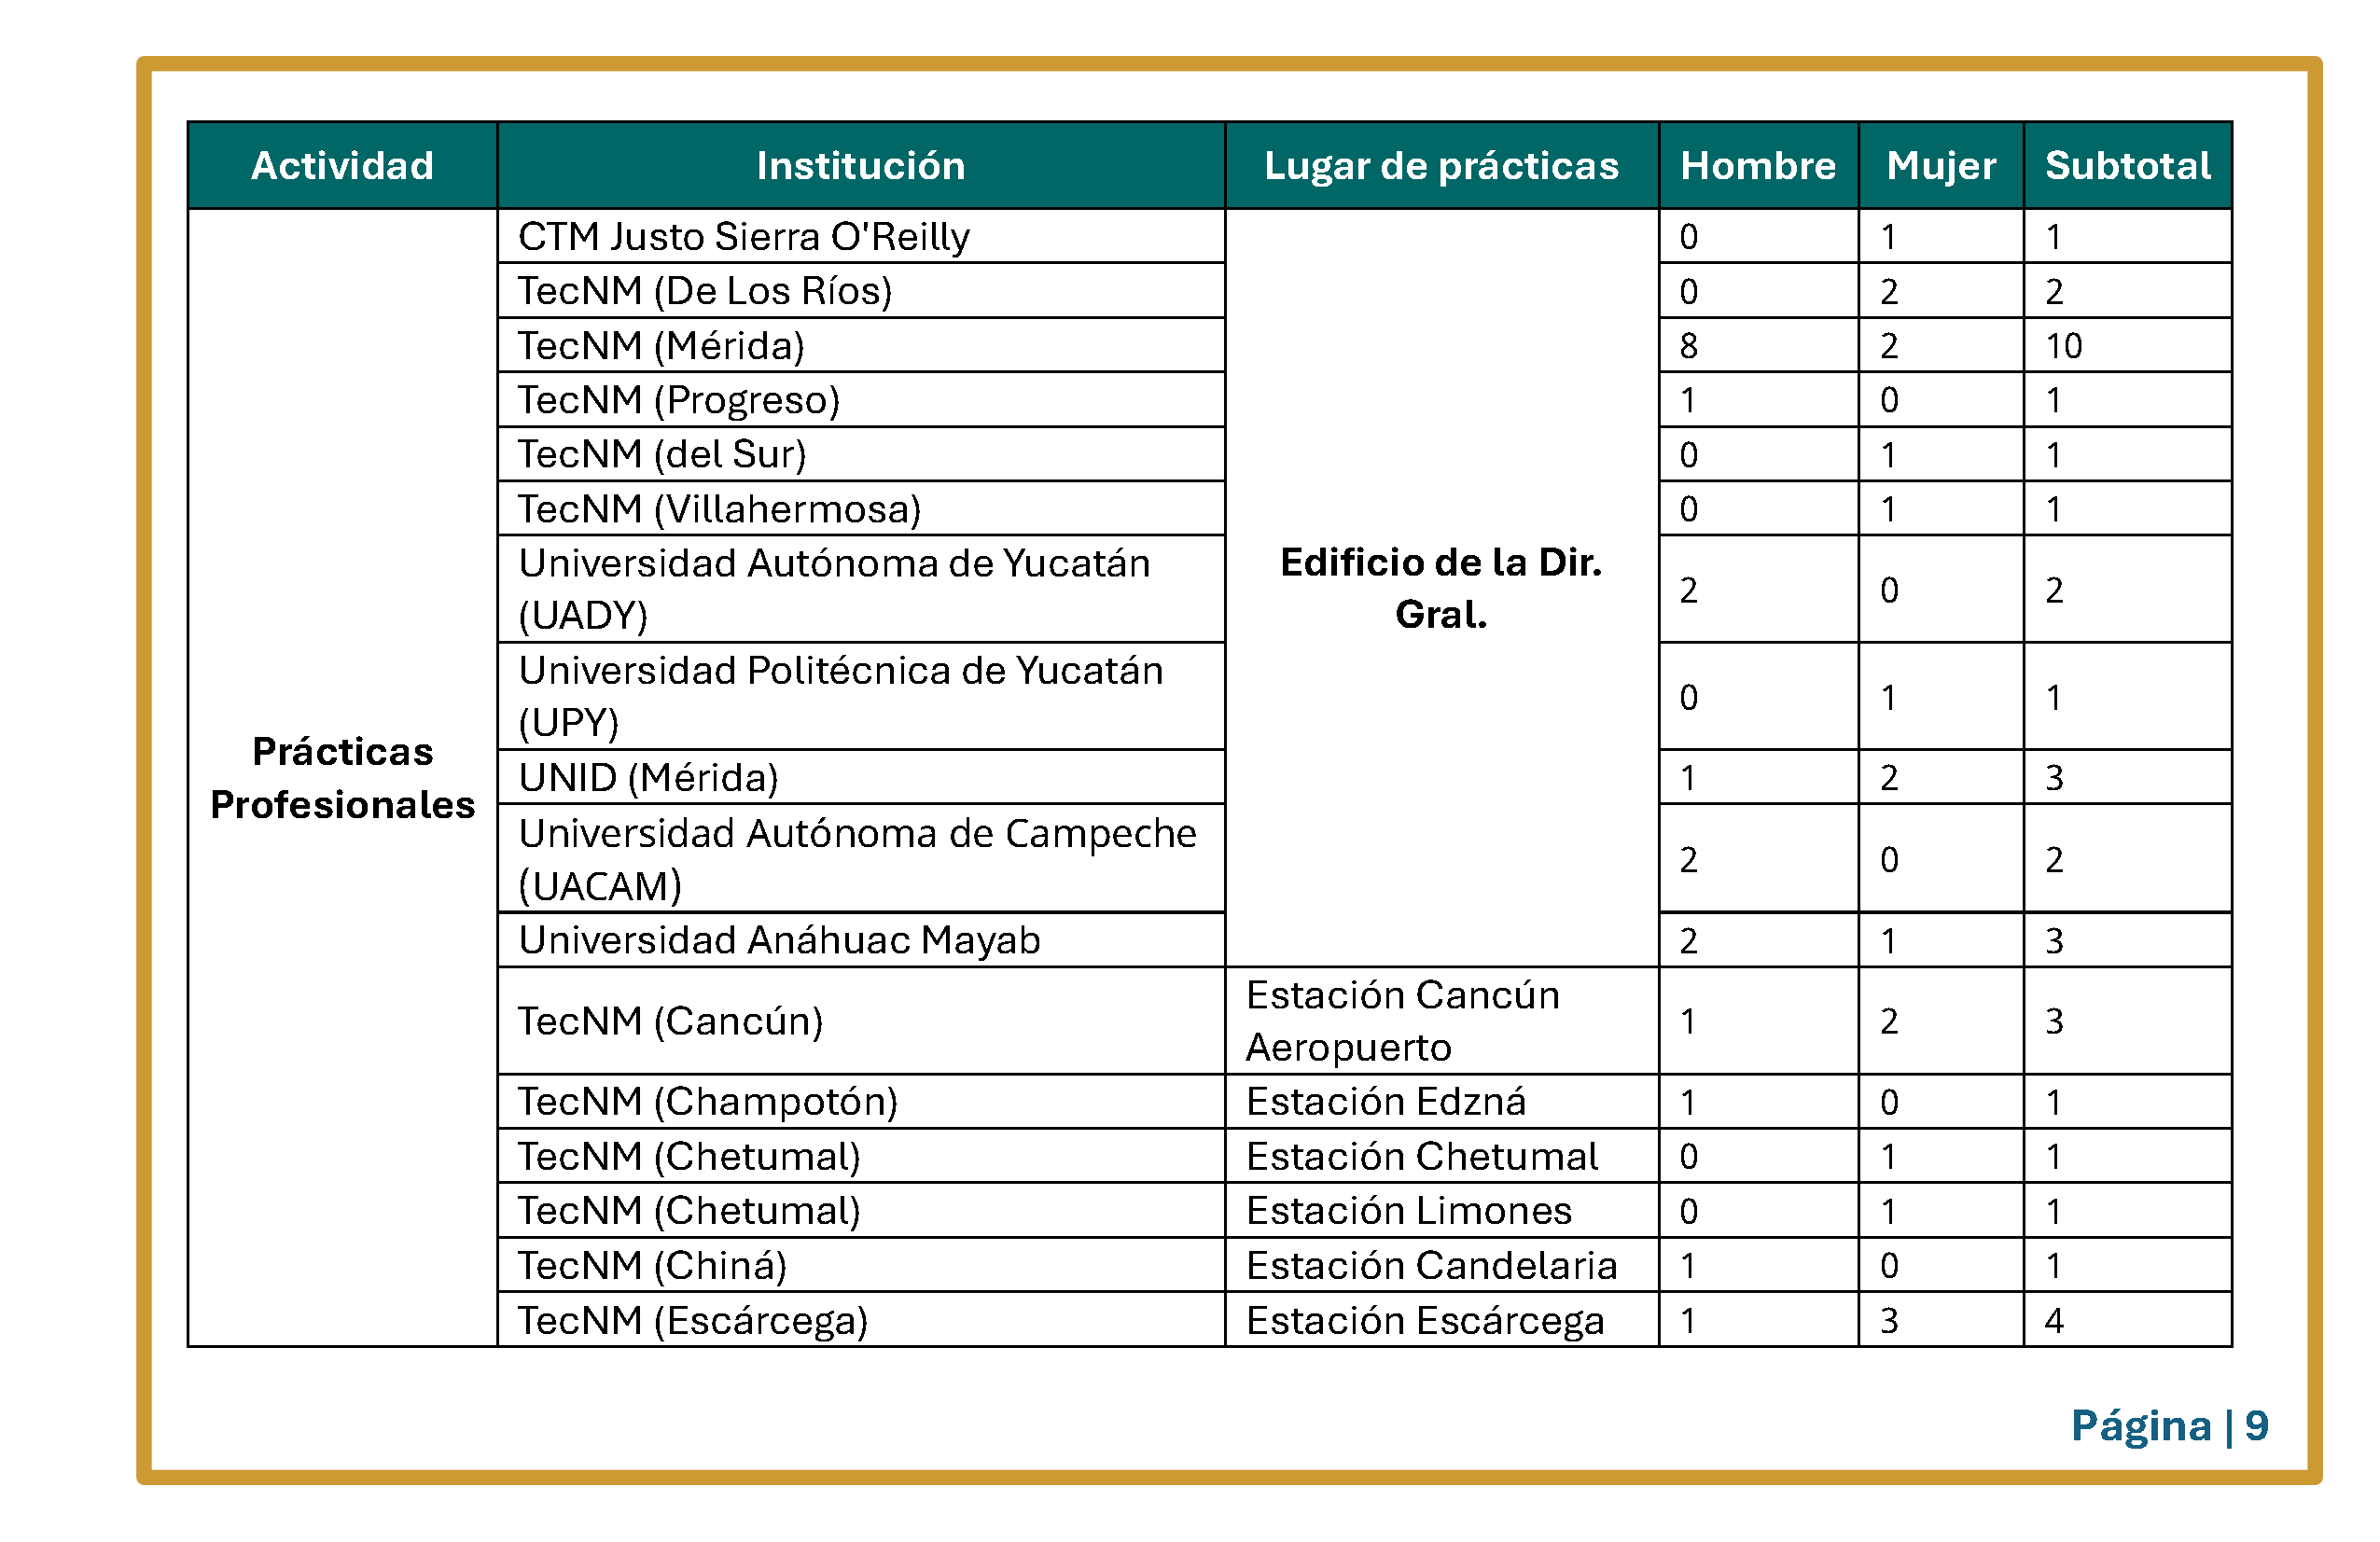 Actividad Institución Lugar de prácticas Hombre Mujer Subtotal
Prácticas
Profesionales
CTM Justo Sierra O'Reilly 0 1 1
TecNM (De Los Ríos) 0 2 2
TecNM (Mérida) 8 2 10
TecNM (Progreso) 1 0 1
TecNM (del Sur) 0 1 1
TecNM (Villahermosa) 0 1 1
Edificio de la Dir.
Gral.
Universidad Autónoma de Yucatán
(UADY) 2 0 2
Universidad Politécnica de Yucatán
(UPY) 0 1 1
UNID (Mérida) 1 2 3
Universidad Autónoma de Campeche
(UACAM) 2 0 2
Universidad Anáhuac Mayab 2 1 3
TecNM (Cancún) Estación Cancún
Aeropuerto 1 2 3
TecNM (Champotón) Estación Edzná 1 0 1
TecNM (Chetumal) Estación Chetumal 0 1 1
TecNM (Chetumal) Estación Limones 0 1 1
TecNM (Chiná) Estación Candelaria 1 0 1
TecNM (Escárcega) Estación Escárcega 1 3 4
Página | 9